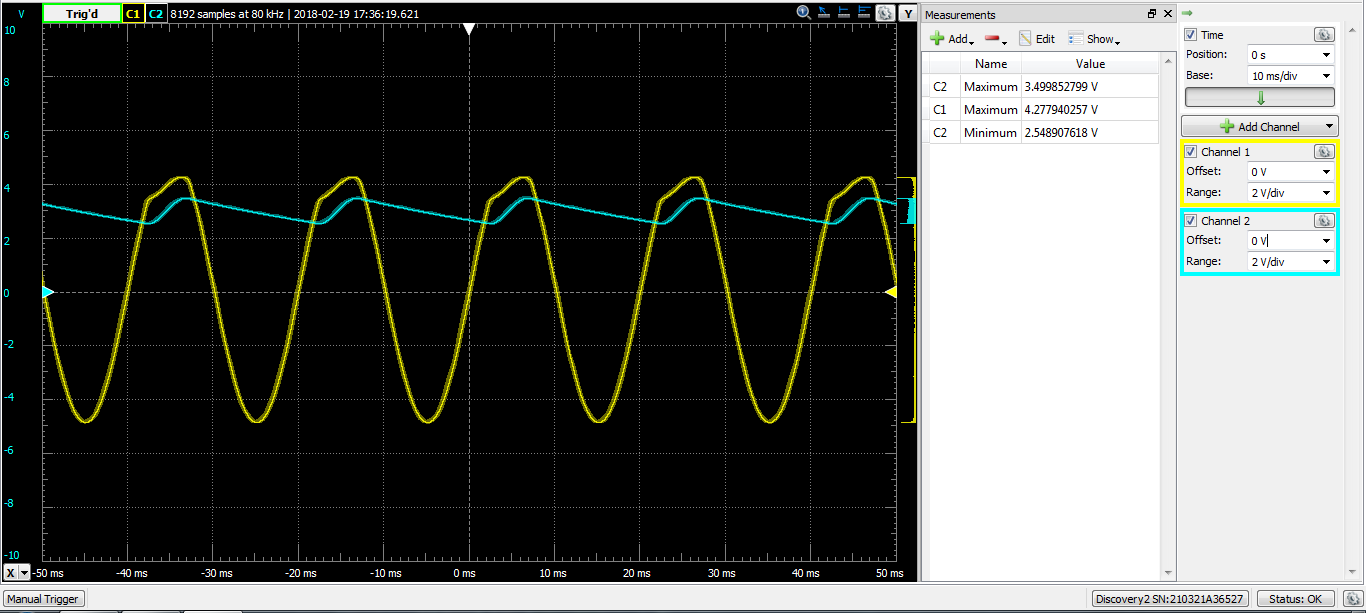 V Trig'd C1 C2 8192 samples at 80 kHz | 2018-02-19 17:36:19.621 Y
10
8
6
4
2
0
-2
-4
-6
-8
-10
X -50 ms -40 ms -30 ms -20 ms -10 ms 0 ms 10 ms 20 ms 30 ms 40 ms 50 ms
Measurements
Add Edit Show
Name Value
C2 Maximum 3.499852799 V
C1 Maximum 4.277940257 V
C2 Minimum 2.548907618 V
Time
Position: 0 s
Base: 10 ms/div
Add Channel
Channel 1
Offset: 0 V
Range: 2 V/div
Channel 2
Offset: 0 V
Range: 2 V/div
Manual Trigger Discovery2 SN:210321A36527 Status: OK